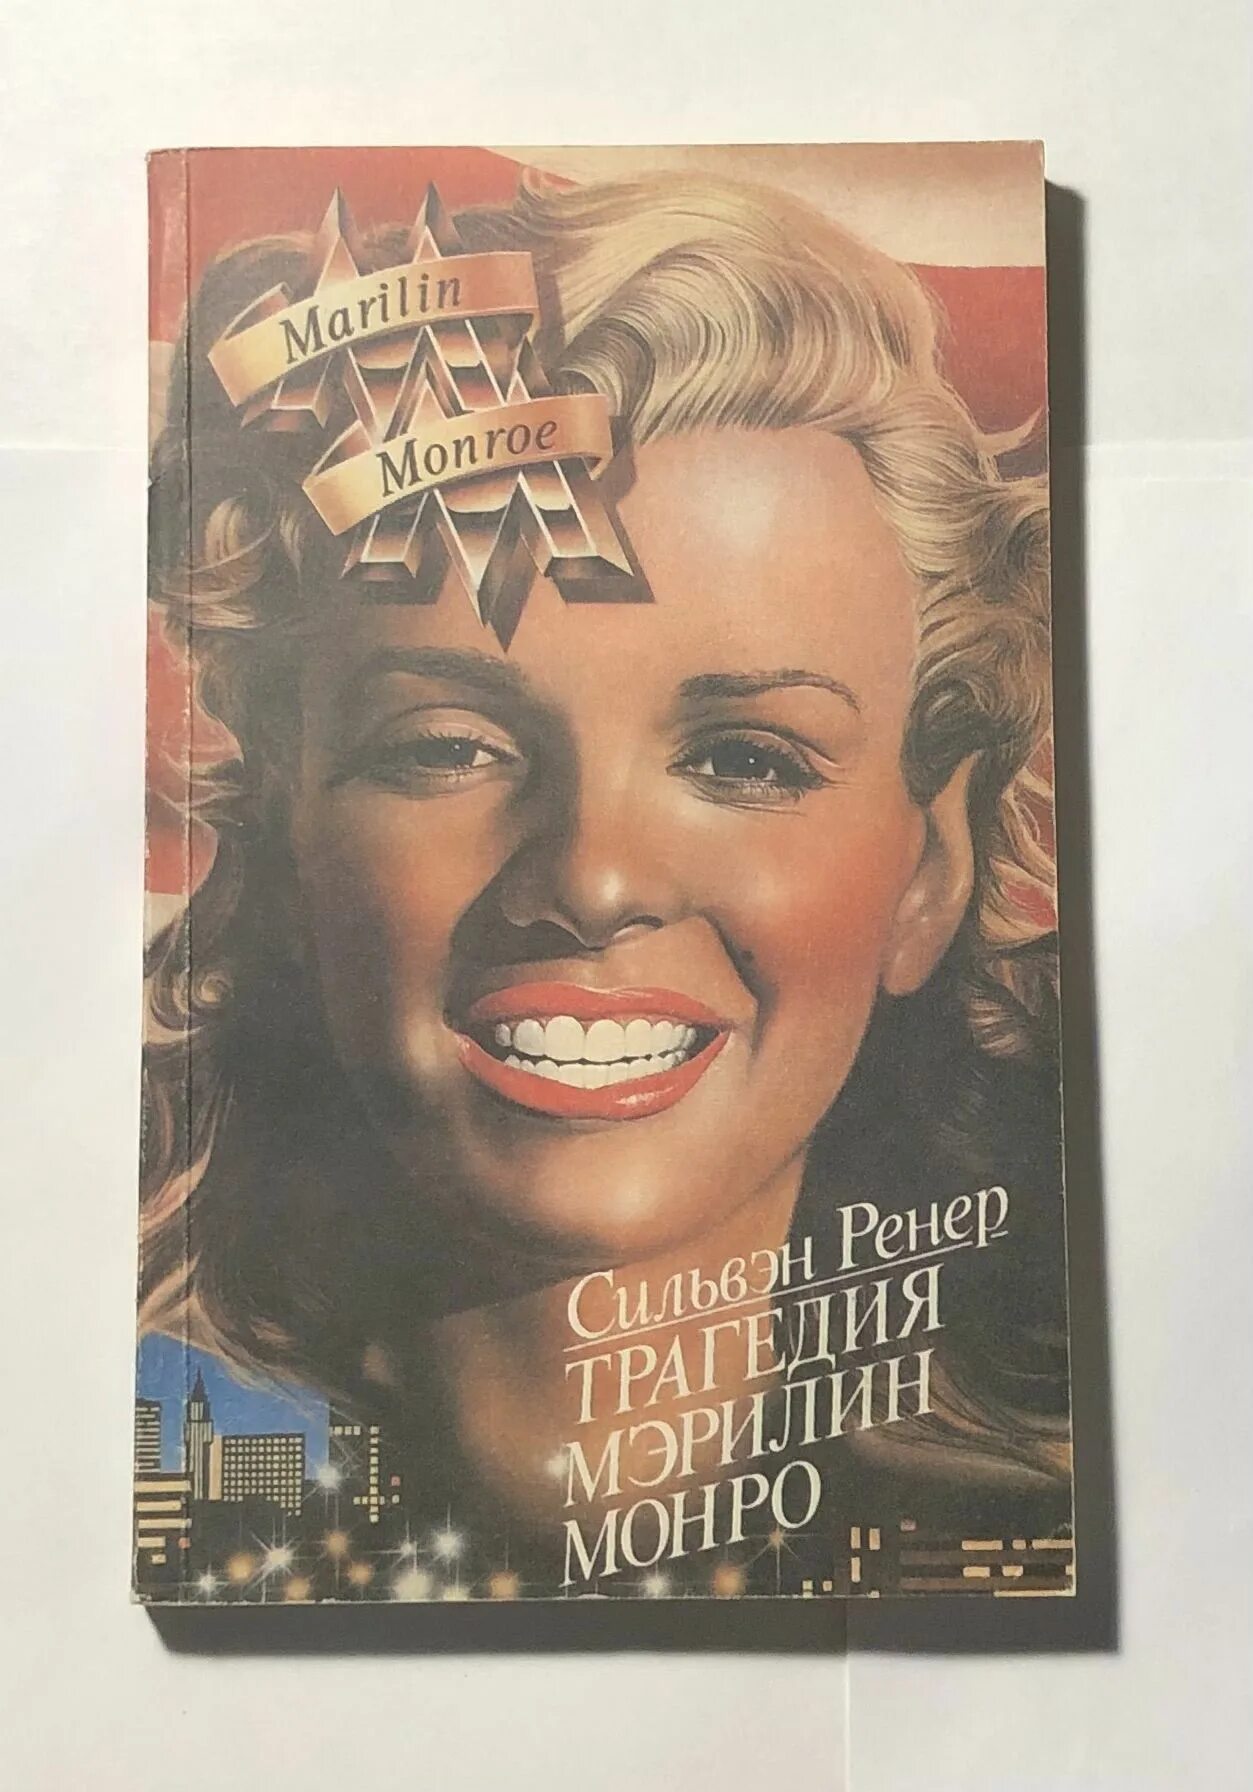 Marilin
Monroe
Сильвэн Ренер
ТРАГЕДИЯ
МЭРИЛИН
МОНРО